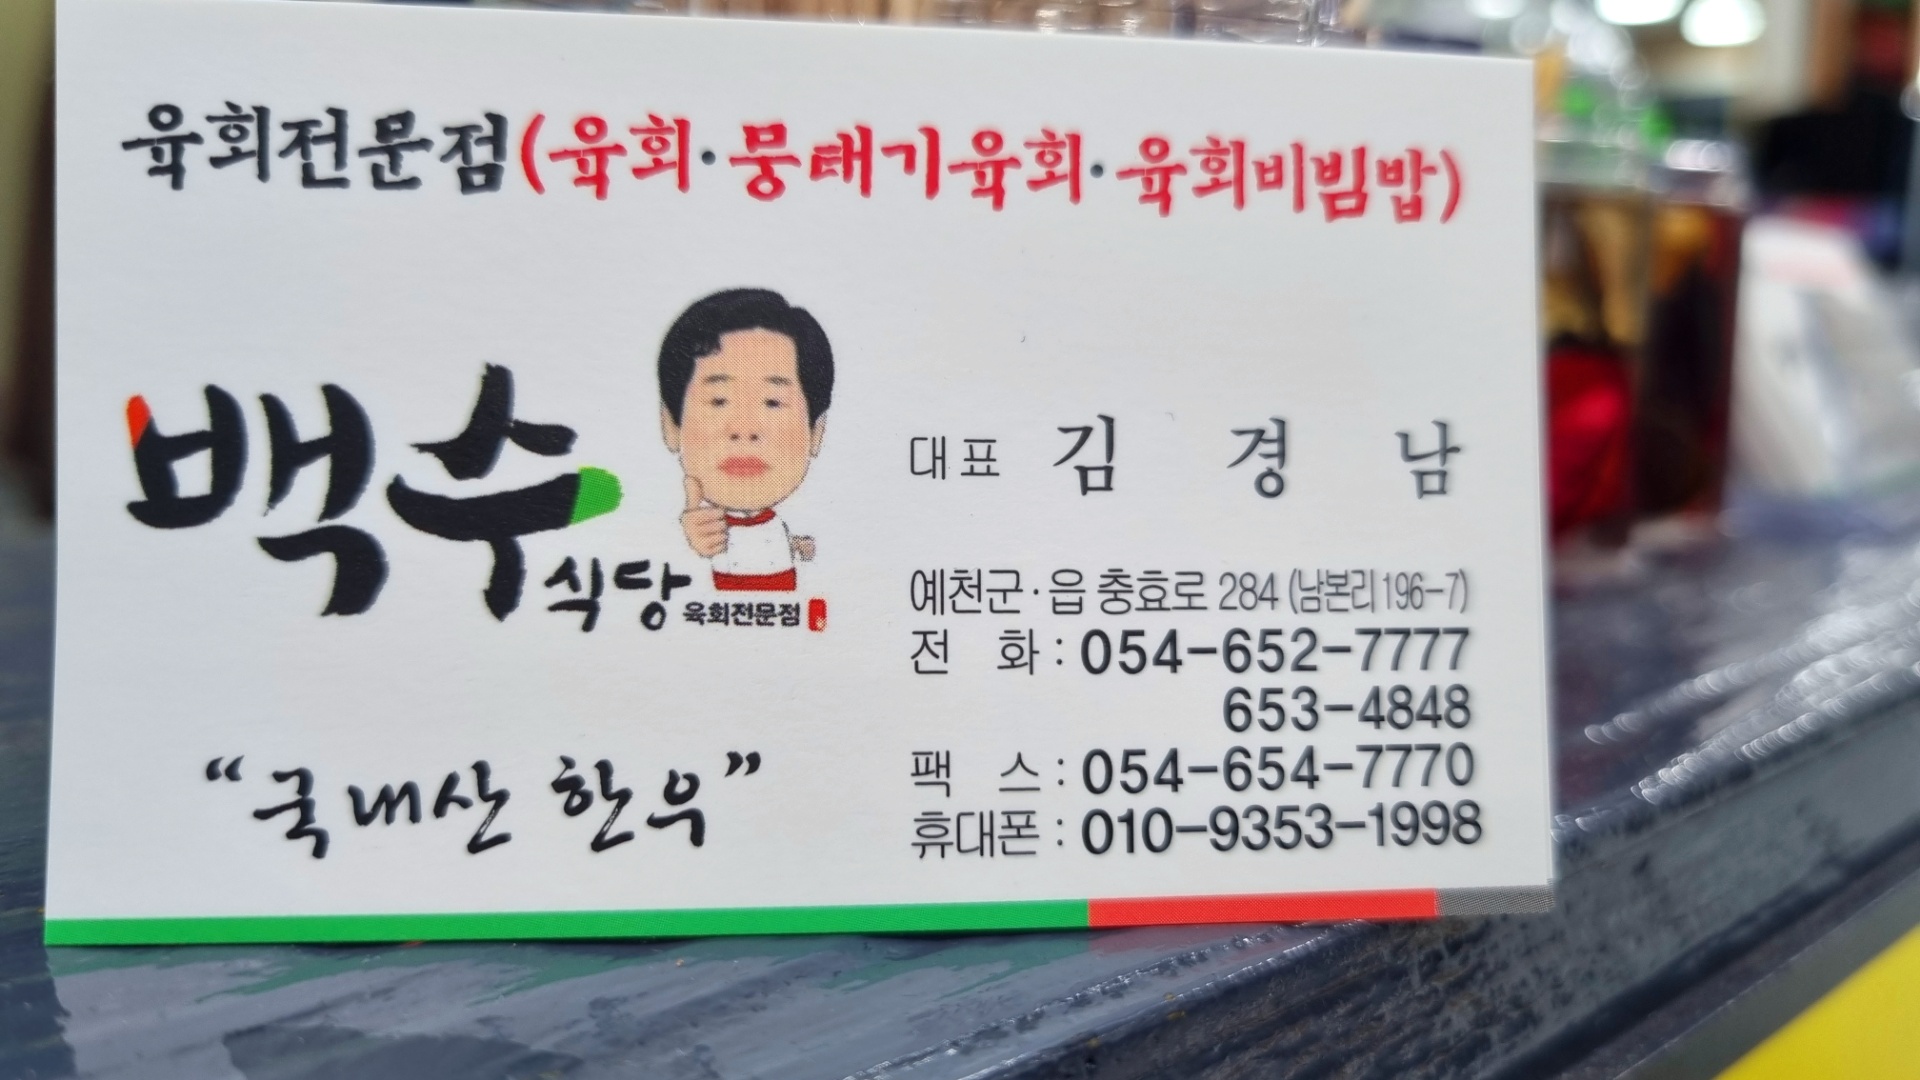 육회전문점(육회·뭉태기육회·육회비빔밥)
백수
식당
육회전문점
"국내산 한우"
대표 김 경 남
예천군·읍 충효로 284 (남본리 196-7)
전 화 : 054-652-7777
653-4848
팩 스 : 054-654-7770
휴대폰 : 010-9353-1998